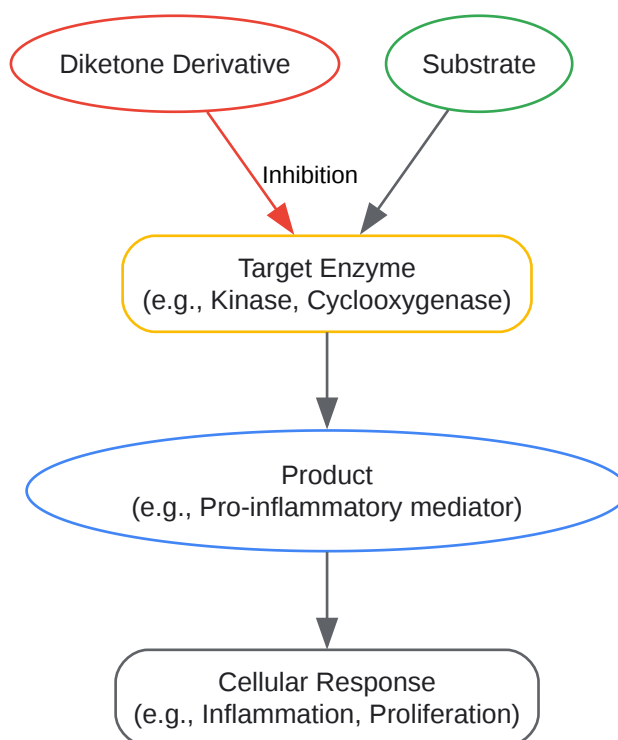 Diketone Derivative
Substrate
Inhibition
Target Enzyme
(e.g., Kinase, Cyclooxygenase)
Product
(e.g., Pro-inflammatory mediator)
Cellular Response
(e.g., Inflammation, Proliferation)